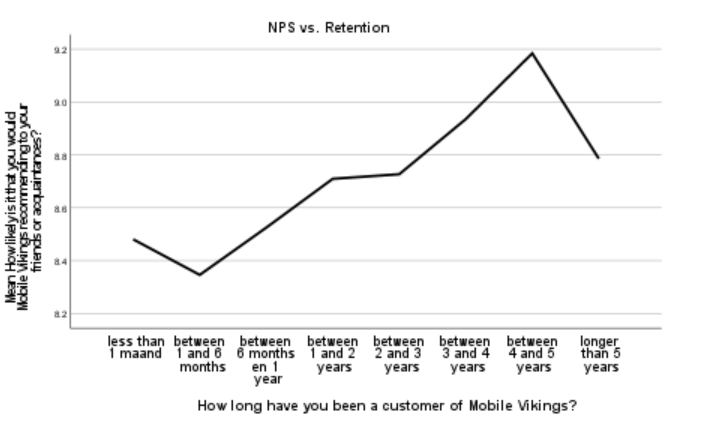 NPS vs. Retention
Mean How likely is it that you would
Mobile Vikings recommending to your
friends or acquaintances?
9.2
9.0
8.8
8.6
8.4
8.2
less than
1 maand
between
1 and 6
months
between
6 months
en 1
year
between
1 and 2
years
between
2 and 3
years
between
3 and 4
years
between
4 and 5
years
longer
than 5
years
How long have you been a customer of Mobile Vikings?